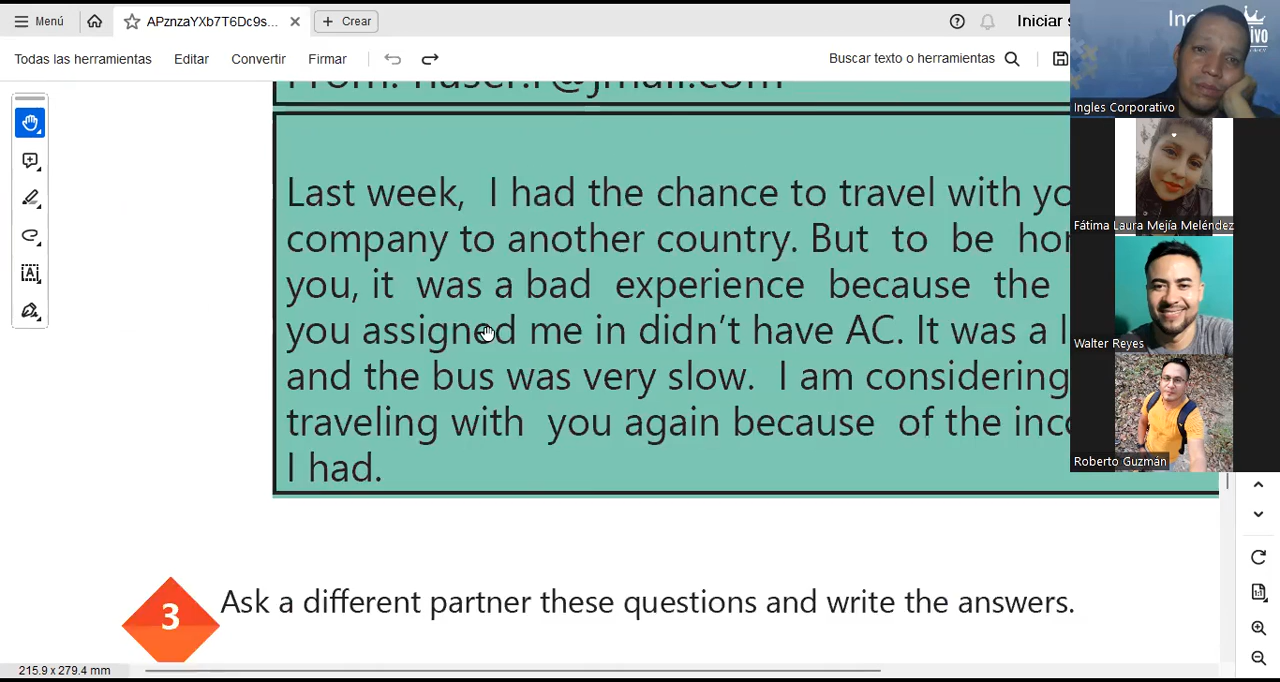 Menú
APznzaYXb7T6Dc9s...
Crear
Iniciar
Todas las herramientas
Editar
Convertir
Firmar
Buscar texto o herramientas
Last week, I had the chance to travel with
company to another country. But to be
you, it was a bad experience because the
you assigned me in didn't have AC. It was a
and the bus was very slow. I am considering
traveling with you again because of the
I had.
3
Ask a different partner these questions and write the answers.
215.9 x 279.4 mm
Ingles Corporativo
Fátima Laura Mejía Meléndez
Walter Reyes
Roberto Guzmán